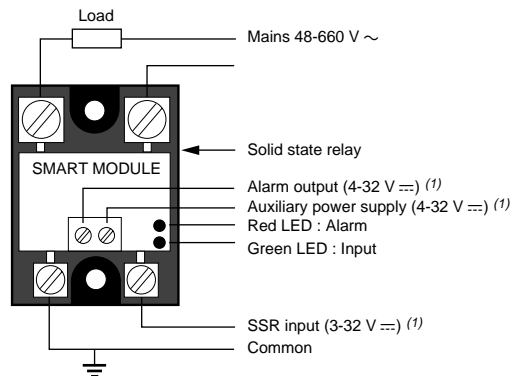 Load
Mains 48-660 V ~
Solid state relay
SMART MODULE
Alarm output (4-32 V ⎓) (1)
Auxiliary power supply (4-32 V ⎓) (1)
Red LED : Alarm
Green LED : Input
SSR input (3-32 V ⎓) (1)
Common